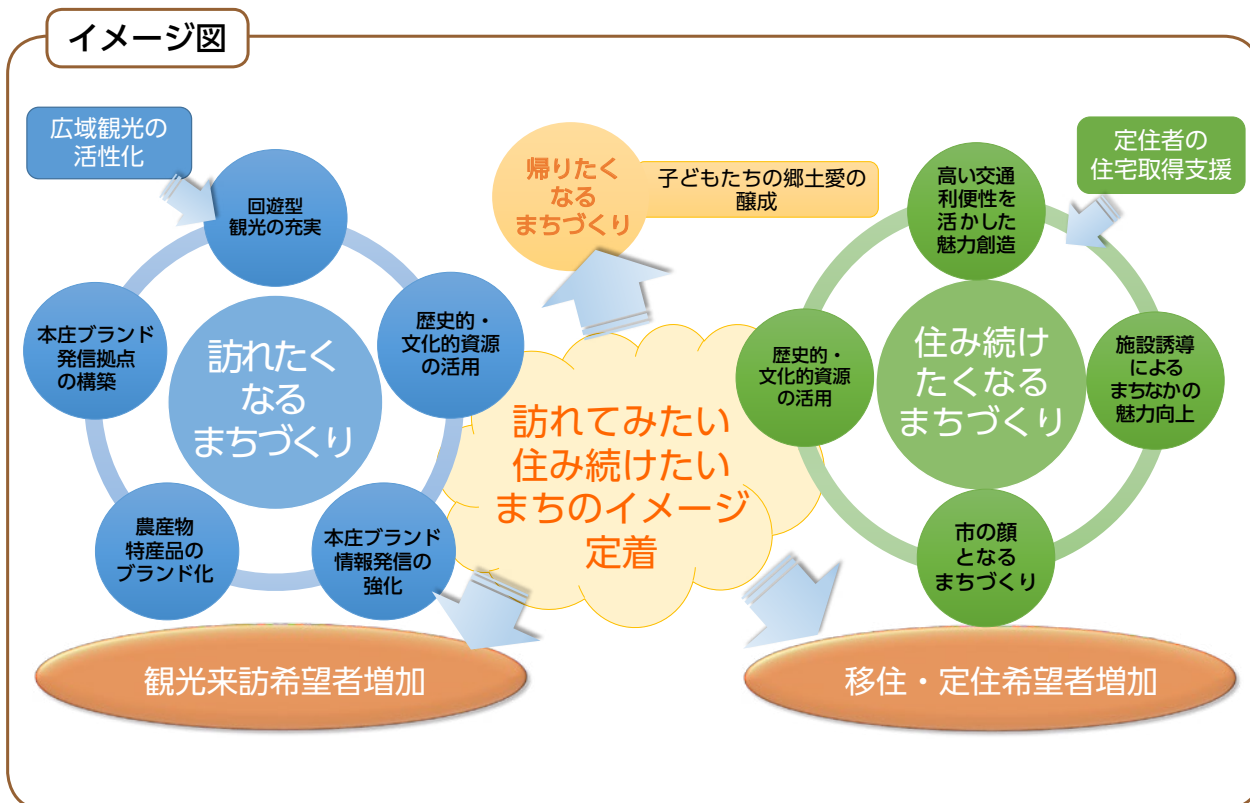 イメージ図
広域観光の
活性化
回遊型
観光の充実
本庄ブランド
発信拠点
の構築
歴史的・
文化的資源
の活用
訪れたく
なる
まちづくり
農産物
特産品の
ブランド化
本庄ブランド
情報発信の
強化
観光来訪希望者増加
帰りたく
なる
まちづくり
子どもたちの郷土愛の
醸成
訪れてみたい
住み続けたい
まちのイメージ
定着
定住者の
住宅取得支援
高い交通
利便性を
活かした
魅力創造
歴史的・
文化的資源
の活用
住み続け
たくなる
まちづくり
施設誘導
による
まちなかの
魅力向上
市の顔
となる
まちづくり
移住・定住希望者増加